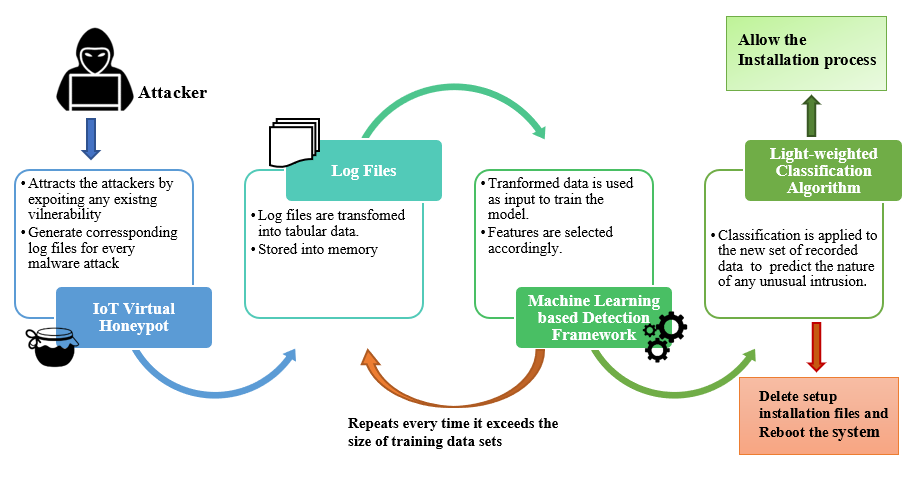 Attacker
• Attracts the attackers by
expoiting any existng
vilnerability
• Generate corressponding
log files for every
malware attack
IoT Virtual
Honeypot
Log Files
• Log files are transfomed
into tabular data.
• Stored into memory
• Tranformed data is used
as input to train the
model.
• Features are selected
accordingly.
Machine Learning
based Detection
Framework
Repeats every time it exceeds the
size of training data sets
Allow the
Installation process
Light-weighted
Classification
Algorithm
• Classification is applied to
the new set of recorded
data to predict the nature
of any unusual intrusion.
Delete setup
installation files and
Reboot the system